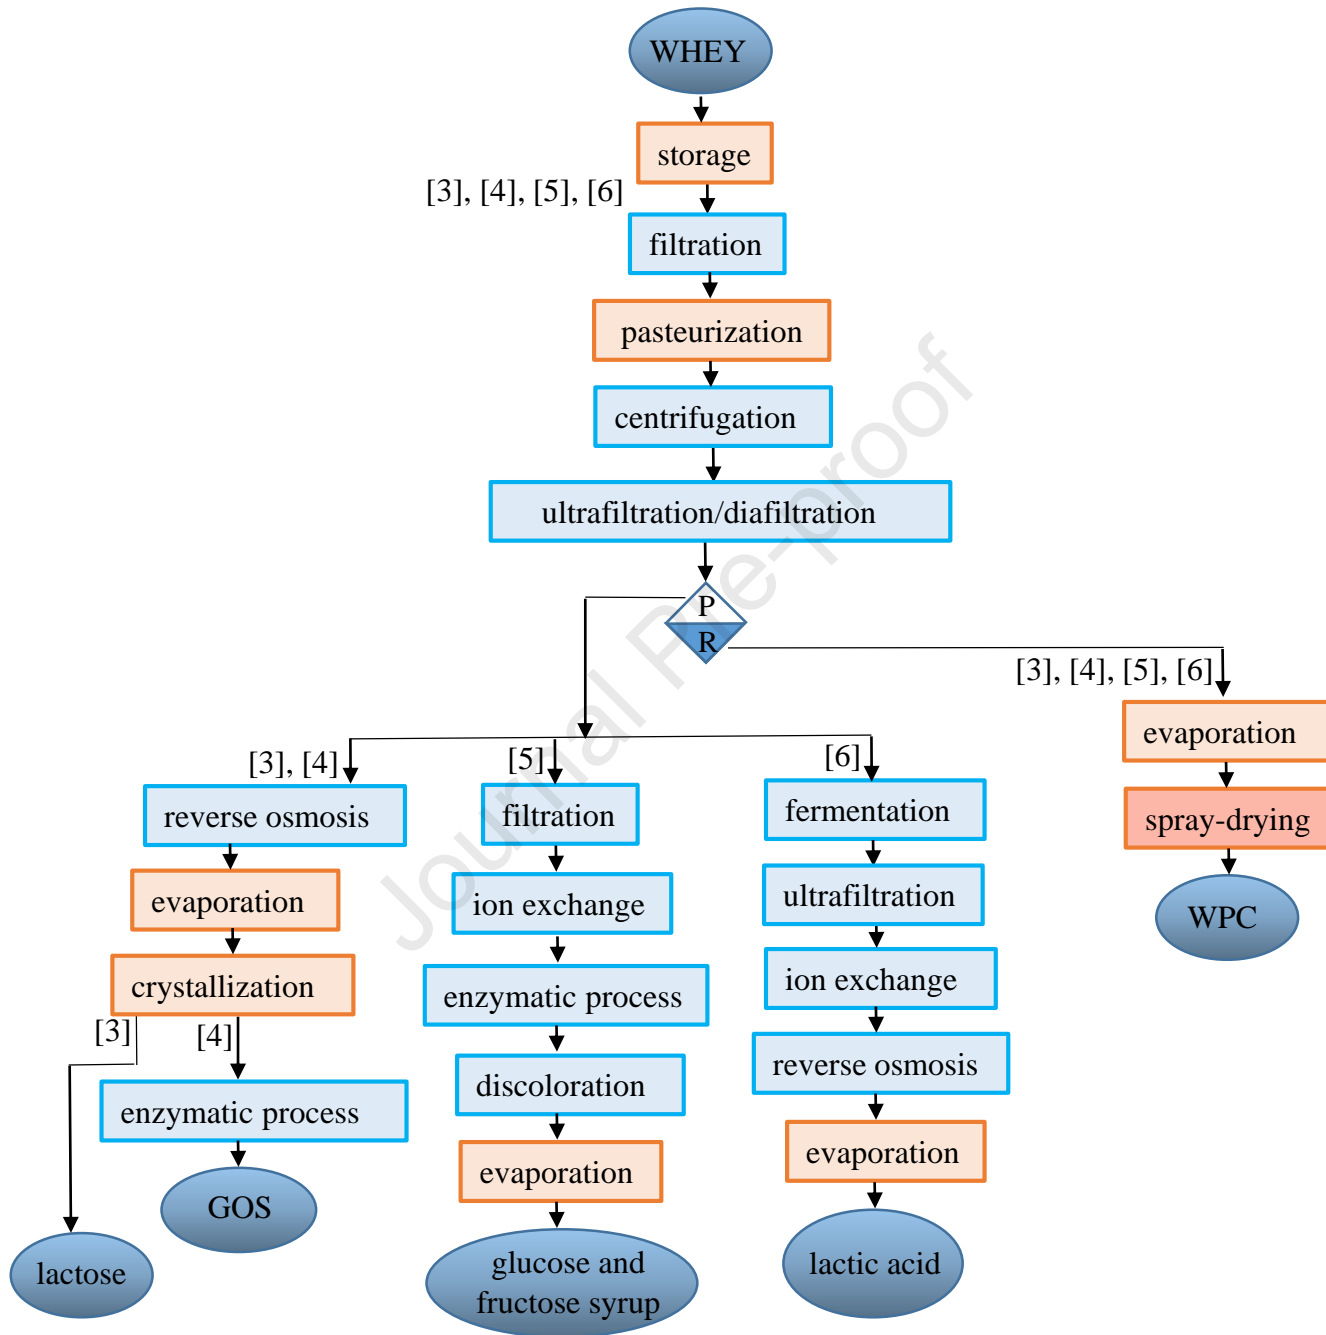 WHEY
storage
[3], [4], [5], [6]
filtration
pasteurization
centrifugation
ultrafiltration/diafiltration
P
R
[3], [4], [5], [6]
evaporation
spray-drying
WPC
[3], [4]
reverse osmosis
evaporation
crystallization
[3]
[4]
enzymatic process
GOS
lactose
[5]
filtration
ion exchange
enzymatic process
discoloration
evaporation
glucose and
fructose syrup
[6]
fermentation
ultrafiltration
ion exchange
reverse osmosis
evaporation
lactic acid
Journal Pre-proof